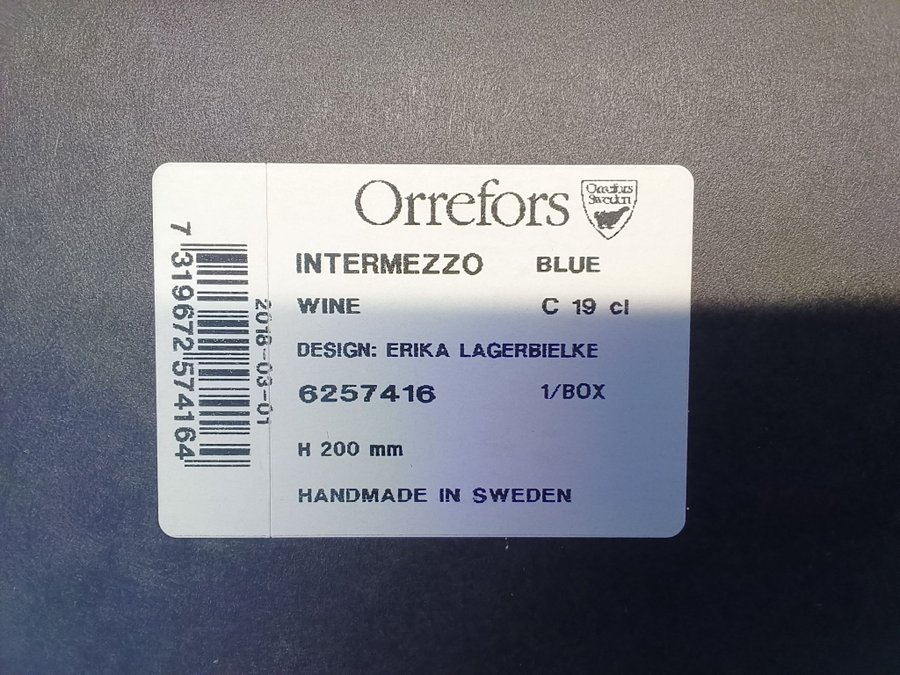 Orrefors
Orrefors
Sweden
INTERMEZZO BLUE
WINE C 19 cl
DESIGN: ERIKA LAGERBIELKE
6257416 1/BOX
H 200 mm
HANDMADE IN SWEDEN
2018-03-01
7 319672 574164